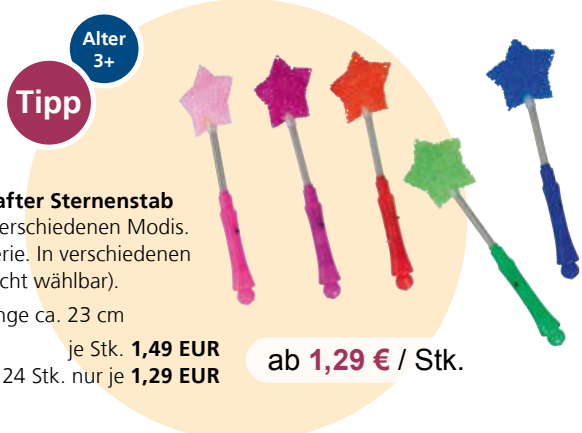 Alter
3+
Tipp
after Sternenstab
erschiedenen Modis.
erie. In verschiedenen
cht wählbar).
nge ca. 23 cm
je Stk. 1,49 EUR
24 Stk. nur je 1,29 EUR
ab 1,29 € / Stk.